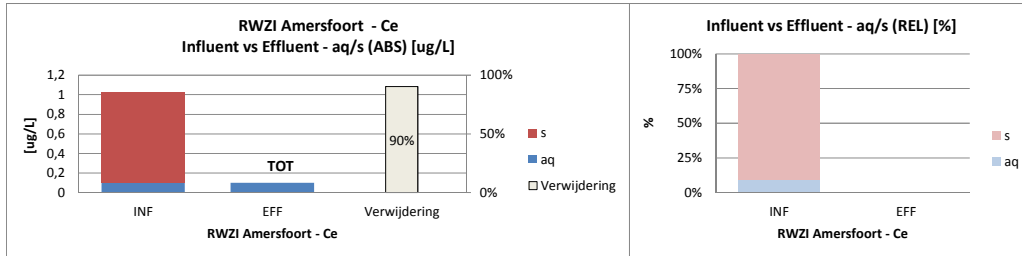 RWZI Amersfoort - Ce
Influent vs Effluent - aq/s (ABS) [ug/L]
[ug/L]
1,2
1
0,8
0,6
0,4
0,2
0
100%
50%
0%
TOT
90%
INF
EFF
Verwijdering
RWZI Amersfoort - Ce
s
aq
Verwijdering
Influent vs Effluent - aq/s (REL) [%]
%
100%
75%
50%
25%
0%
INF
EFF
RWZI Amersfoort - Ce
s
aq